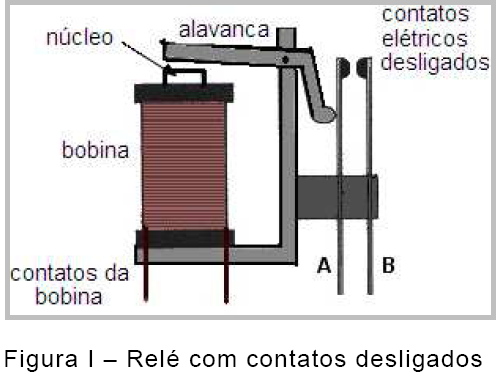 núcleo
alavanca
contatos
elétricos
desligados
bobina
contatos da
bobina
A
B
Figura I – Relé com contatos desligados